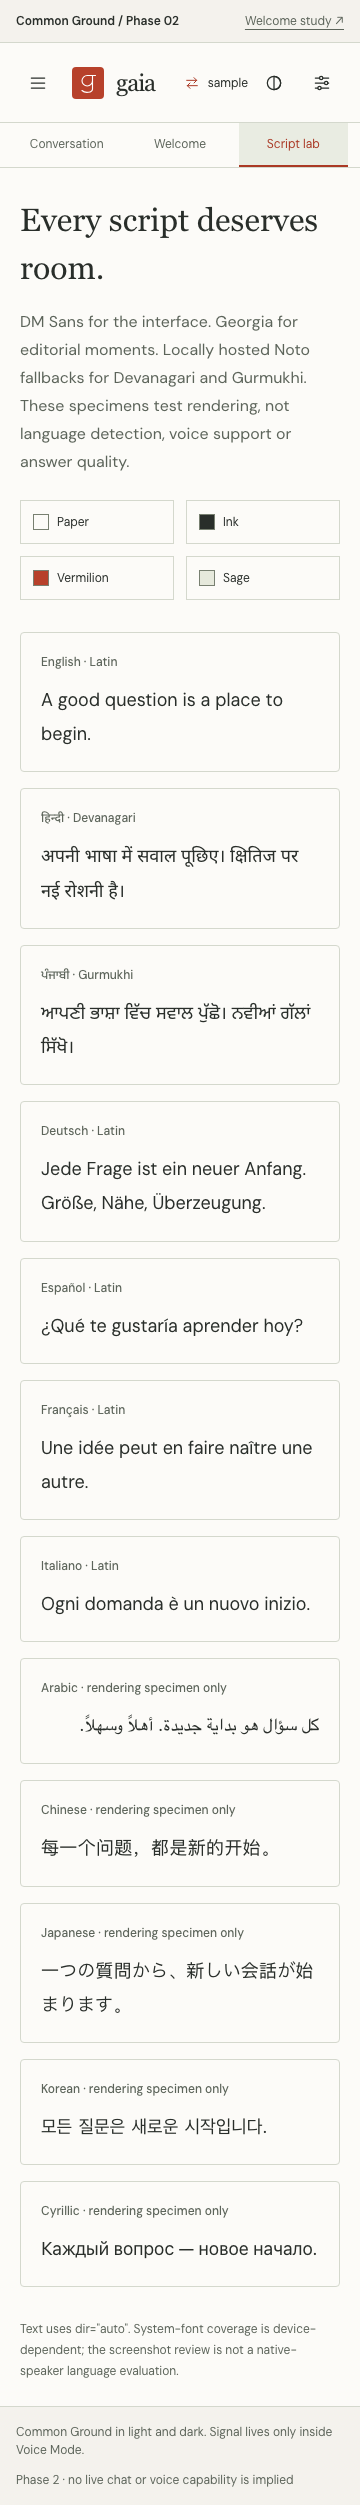 Common Ground / Phase 02
Welcome study ↗
gaia
sample
Conversation
Welcome
Script lab
Every script deserves
room.
DM Sans for the interface. Georgia for
editorial moments. Locally hosted Noto
fallbacks for Devanagari and Gurmukhi.
These specimens test rendering, not
language detection, voice support or
answer quality.
Paper
Ink
Vermilion
Sage
English · Latin
A good question is a place to
begin.
हिन्दी · Devanagari
अपनी भाषा में सवाल पूछिए। क्षितिज पर
नई रोशनी है।
ਪੰਜਾਬੀ · Gurmukhi
ਆਪਣੀ ਭਾਸ਼ਾ ਵਿੱਚ ਸਵਾਲ ਪੁੱਛੋ। ਨਵੀਆਂ ਗੱਲਾਂ
ਸਿੱਖੋ।
Deutsch · Latin
Jede Frage ist ein neuer Anfang.
Größe, Nähe, Überzeugung.
Español · Latin
¿Qué te gustaría aprender hoy?
Français · Latin
Une idée peut en faire naître une
autre.
Italiano · Latin
Ogni domanda è un nuovo inizio.
Arabic · rendering specimen only
كل سؤال هو بداية جديدة. أهلاً وسهلاً.
Chinese · rendering specimen only
每一个问题，都是新的开始。
Japanese · rendering specimen only
一つの質問から、新しい会話が始
まります。
Korean · rendering specimen only
모든 질문은 새로운 시작입니다.
Cyrillic · rendering specimen only
Каждый вопрос — новое начало.
Text uses dir="auto". System-font coverage is device-
dependent; the screenshot review is not a native-
speaker language evaluation.
Common Ground in light and dark. Signal lives only inside
Voice Mode.
Phase 2 · no live chat or voice capability is implied